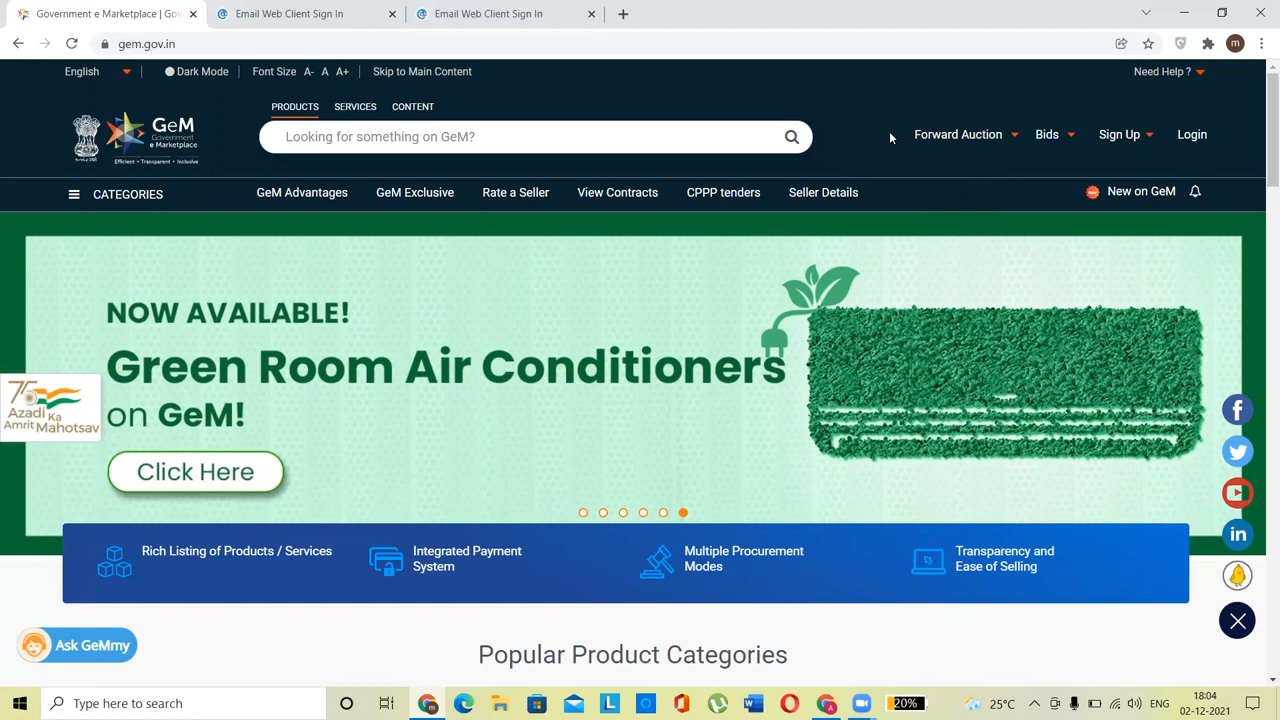 Government e Marketplace | Gov
Email Web Client Sign In
Email Web Client Sign In
gem.gov.in
m
English
Dark Mode
Font Size A- A A+
Skip to Main Content
Need Help ?
GeM
Government
e Marketplace
Efficient • Transparent • Inclusive
PRODUCTS SERVICES CONTENT
Looking for something on GeM?
Forward Auction
Bids
Sign Up
Login
CATEGORIES
GeM Advantages
GeM Exclusive
Rate a Seller
View Contracts
CPPP tenders
Seller Details
New on GeM
NOW AVAILABLE!
Green Room Air Conditioners
on GeM!
Click Here
75
Azadi Ka
Amrit Mahotsav
Rich Listing of Products / Services
Integrated Payment
System
Multiple Procurement
Modes
Transparency and
Ease of Selling
Ask GeMmy
Popular Product Categories
Type here to search
20%
25°C
ENG
18:04
02-12-2021